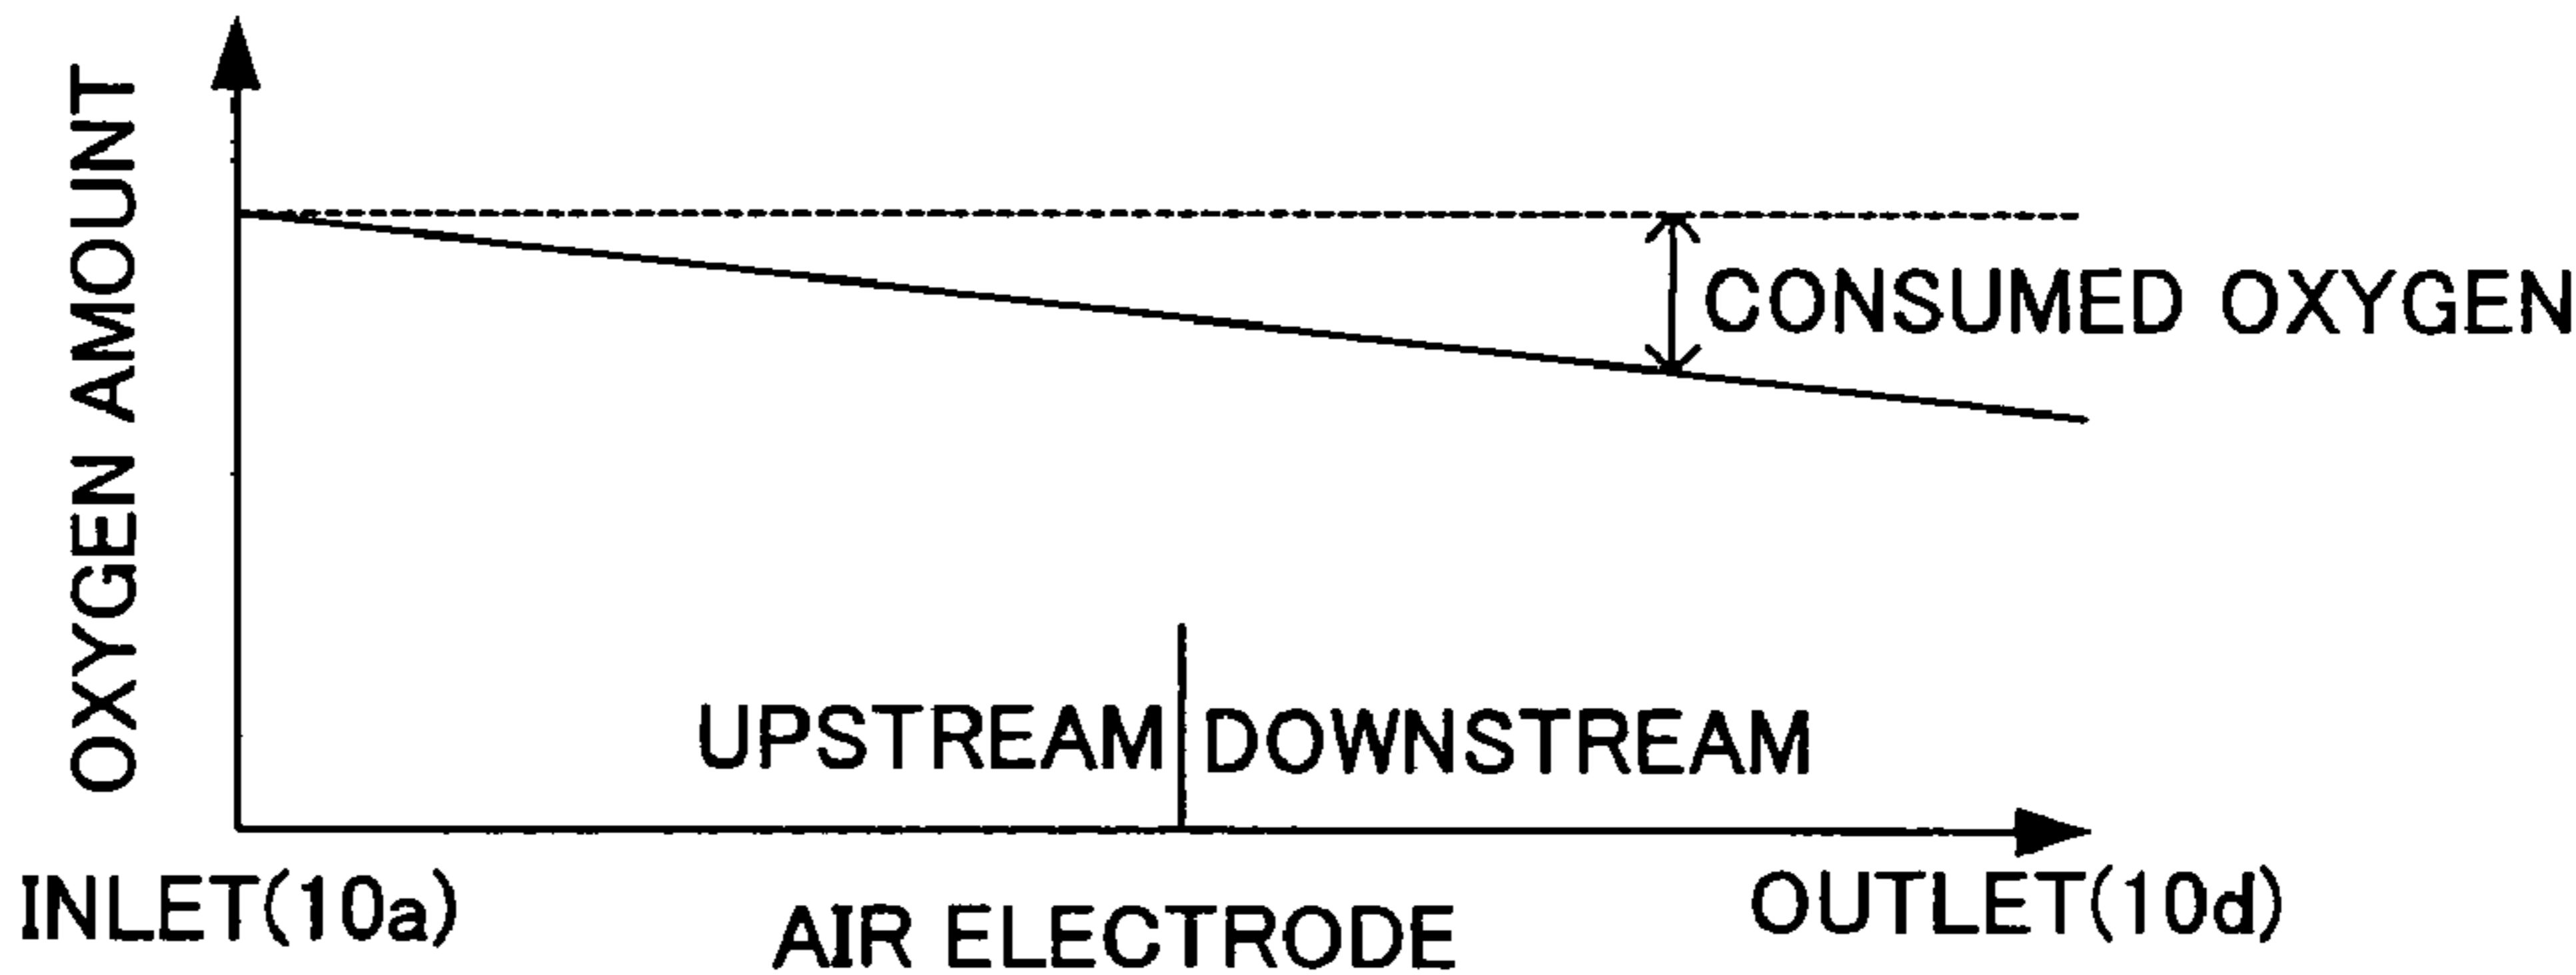 OXYGEN AMOUNT
CONSUMED OXYGEN
UPSTREAM
DOWNSTREAM
INLET(10a)
OUTLET(10d)
AIR ELECTRODE